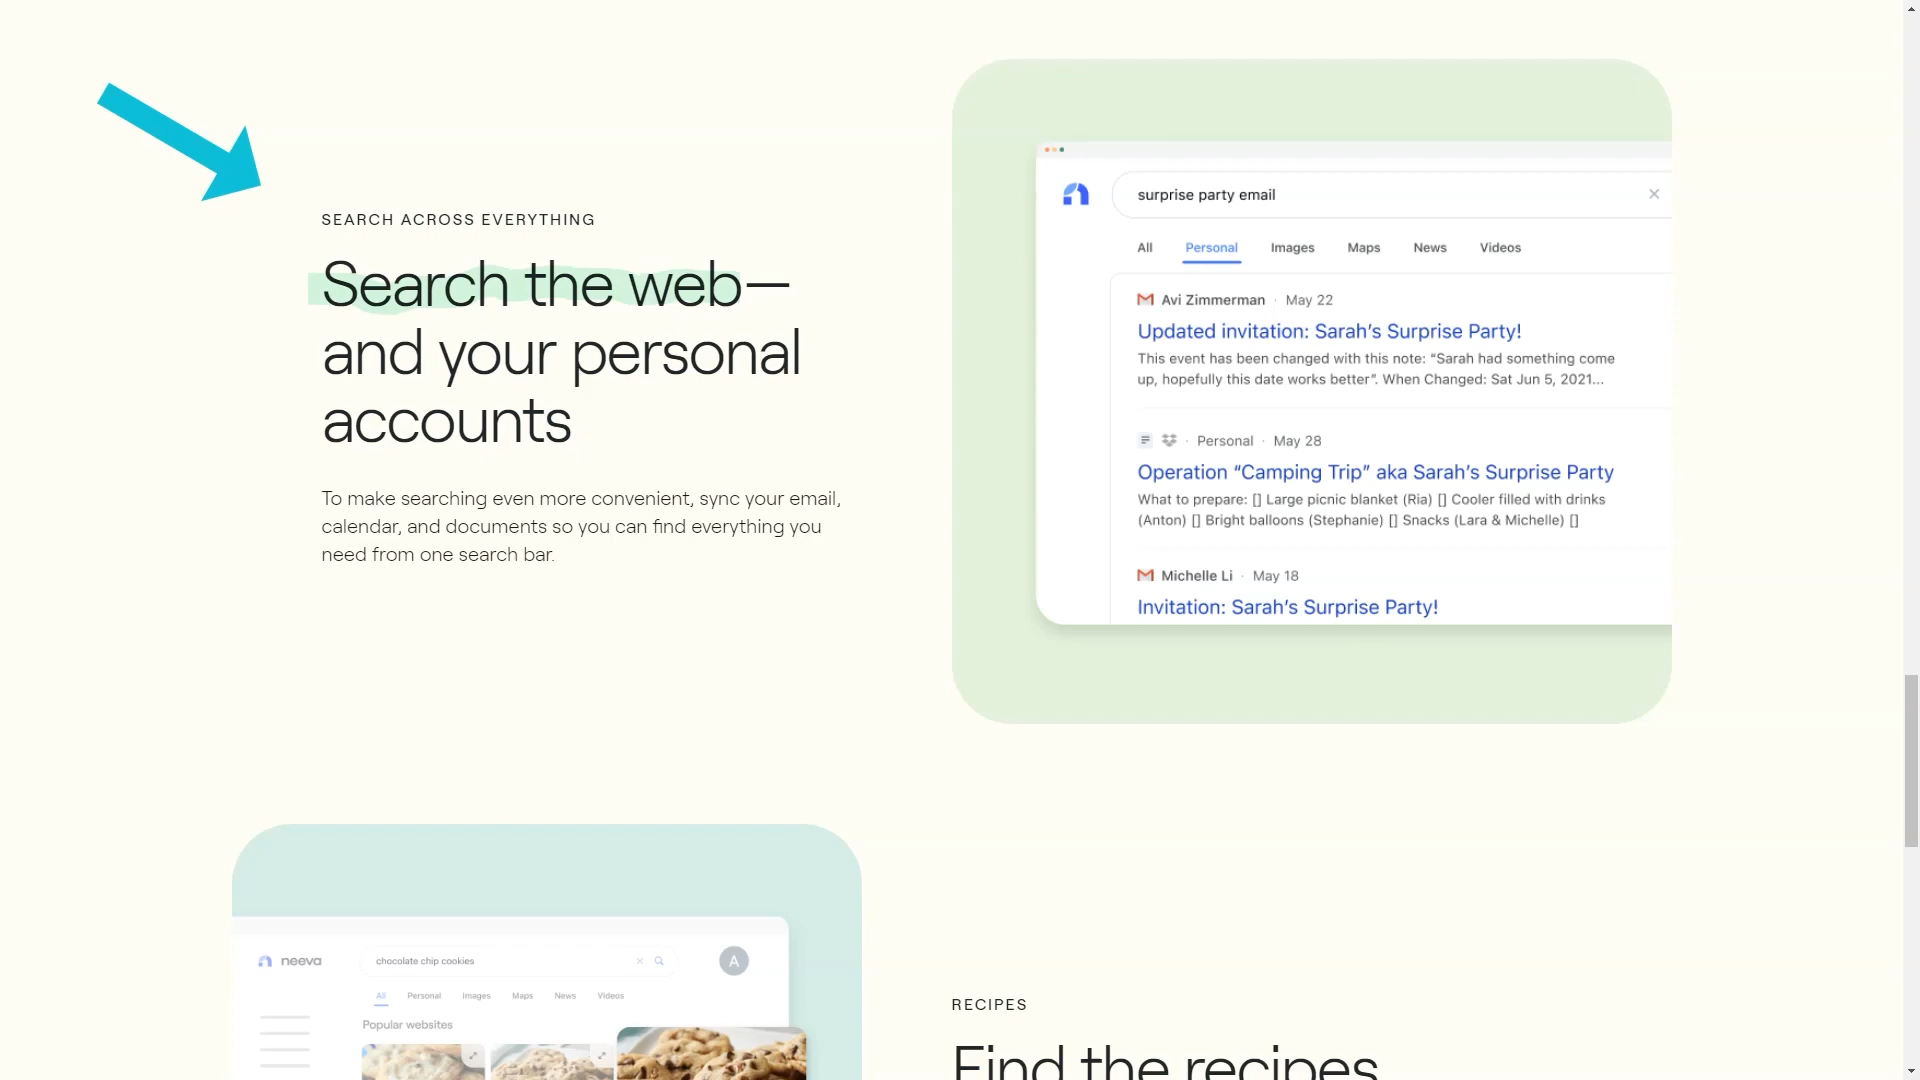 SEARCH ACROSS EVERYTHING
Search the web—
and your personal
accounts
To make searching even more convenient, sync your email,
calendar, and documents so you can find everything you
need from one search bar.
surprise party email
All Personal Images Maps News Videos
Avi Zimmerman · May 22
Updated invitation: Sarah’s Surprise Party!
This event has been changed with this note: “Sarah had something come
up, hopefully this date works better”. When Changed: Sat Jun 5, 2021...
· Personal · May 28
Operation “Camping Trip” aka Sarah’s Surprise Party
What to prepare: [] Large picnic blanket (Ria) [] Cooler filled with drinks
(Anton) [] Bright balloons (Stephanie) [] Snacks (Lara & Michelle) []
Michelle Li · May 18
Invitation: Sarah’s Surprise Party!
neeva
chocolate chip cookies
A
All Personal Images Maps News Videos
Popular websites
RECIPES
Find the recipes